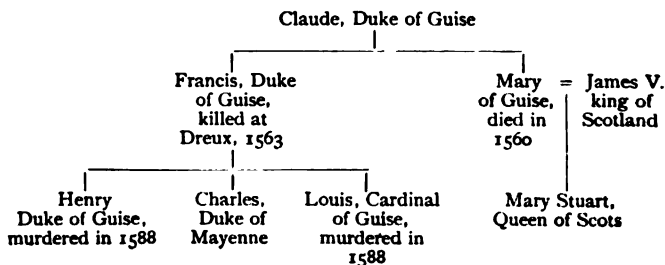 Claude, Duke of Guise
Francis, Duke
of Guise,
killed at
Dreux, 1563
Mary
of Guise,
died in
1560
=
James V.
king of
Scotland
Henry
Duke of Guise,
murdered in 1588
Charles,
Duke of
Mayenne
Louis, Cardinal
of Guise,
murdered in
1588
Mary Stuart,
Queen of Scots